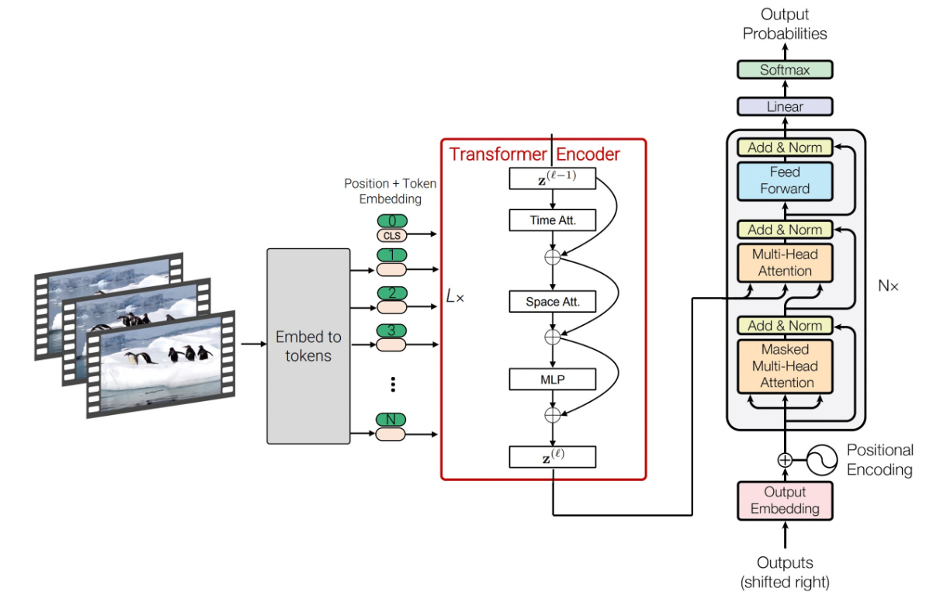 Embed to
tokens
Position + Token
Embedding
0
CLS
1
2
3
N
L×
Transformer Encoder
z^(ℓ−1)
Time Att.
Space Att.
MLP
z^(ℓ)
Output
Probabilities
Softmax
Linear
Add & Norm
Feed
Forward
Add & Norm
Multi-Head
Attention
N×
Add & Norm
Masked
Multi-Head
Attention
Positional
Encoding
Output
Embedding
Outputs
(shifted right)